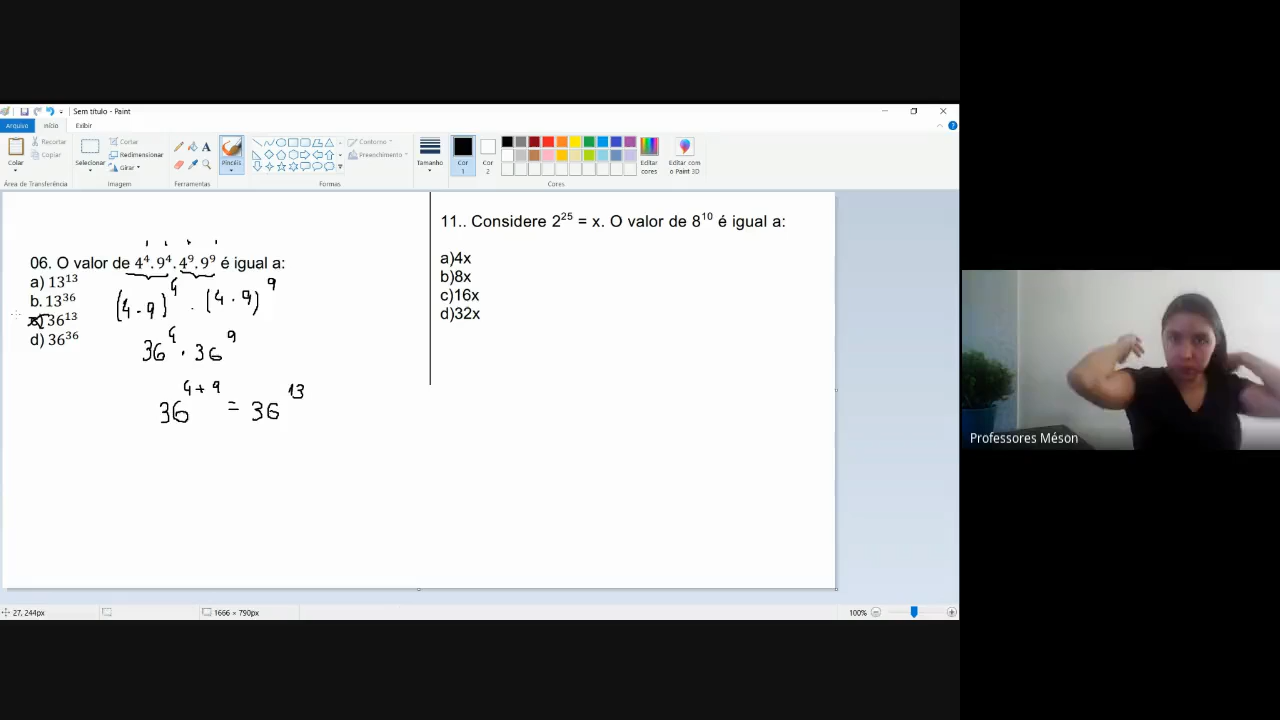 Sem título - Paint
Arquivo Início Exibir
Colar
Recortar
Copiar
Área de Transferência
Selecionar
Cortar
Redimensionar
Girar
Imagem
A
Ferramentas
Pincéis
Contorno
Preenchimento
Formas
Tamanho
Cor 1
Cor 2
Editar cores
Editar com o Paint 3D
Cores
06. O valor de 4⁴.9⁴.4⁹.9⁹ é igual a:
a) 13¹³
b. 13³⁶
36¹³
d) 36³⁶
(4 . 9)⁴ . (4 . 9)⁹
36⁴ . 36⁹
36⁴⁺⁹ = 36¹³
11.. Considere 2²⁵ = x. O valor de 8¹⁰ é igual a:
a)4x
b)8x
c)16x
d)32x
Professores Méson
27, 244px
1666 × 790px
100%